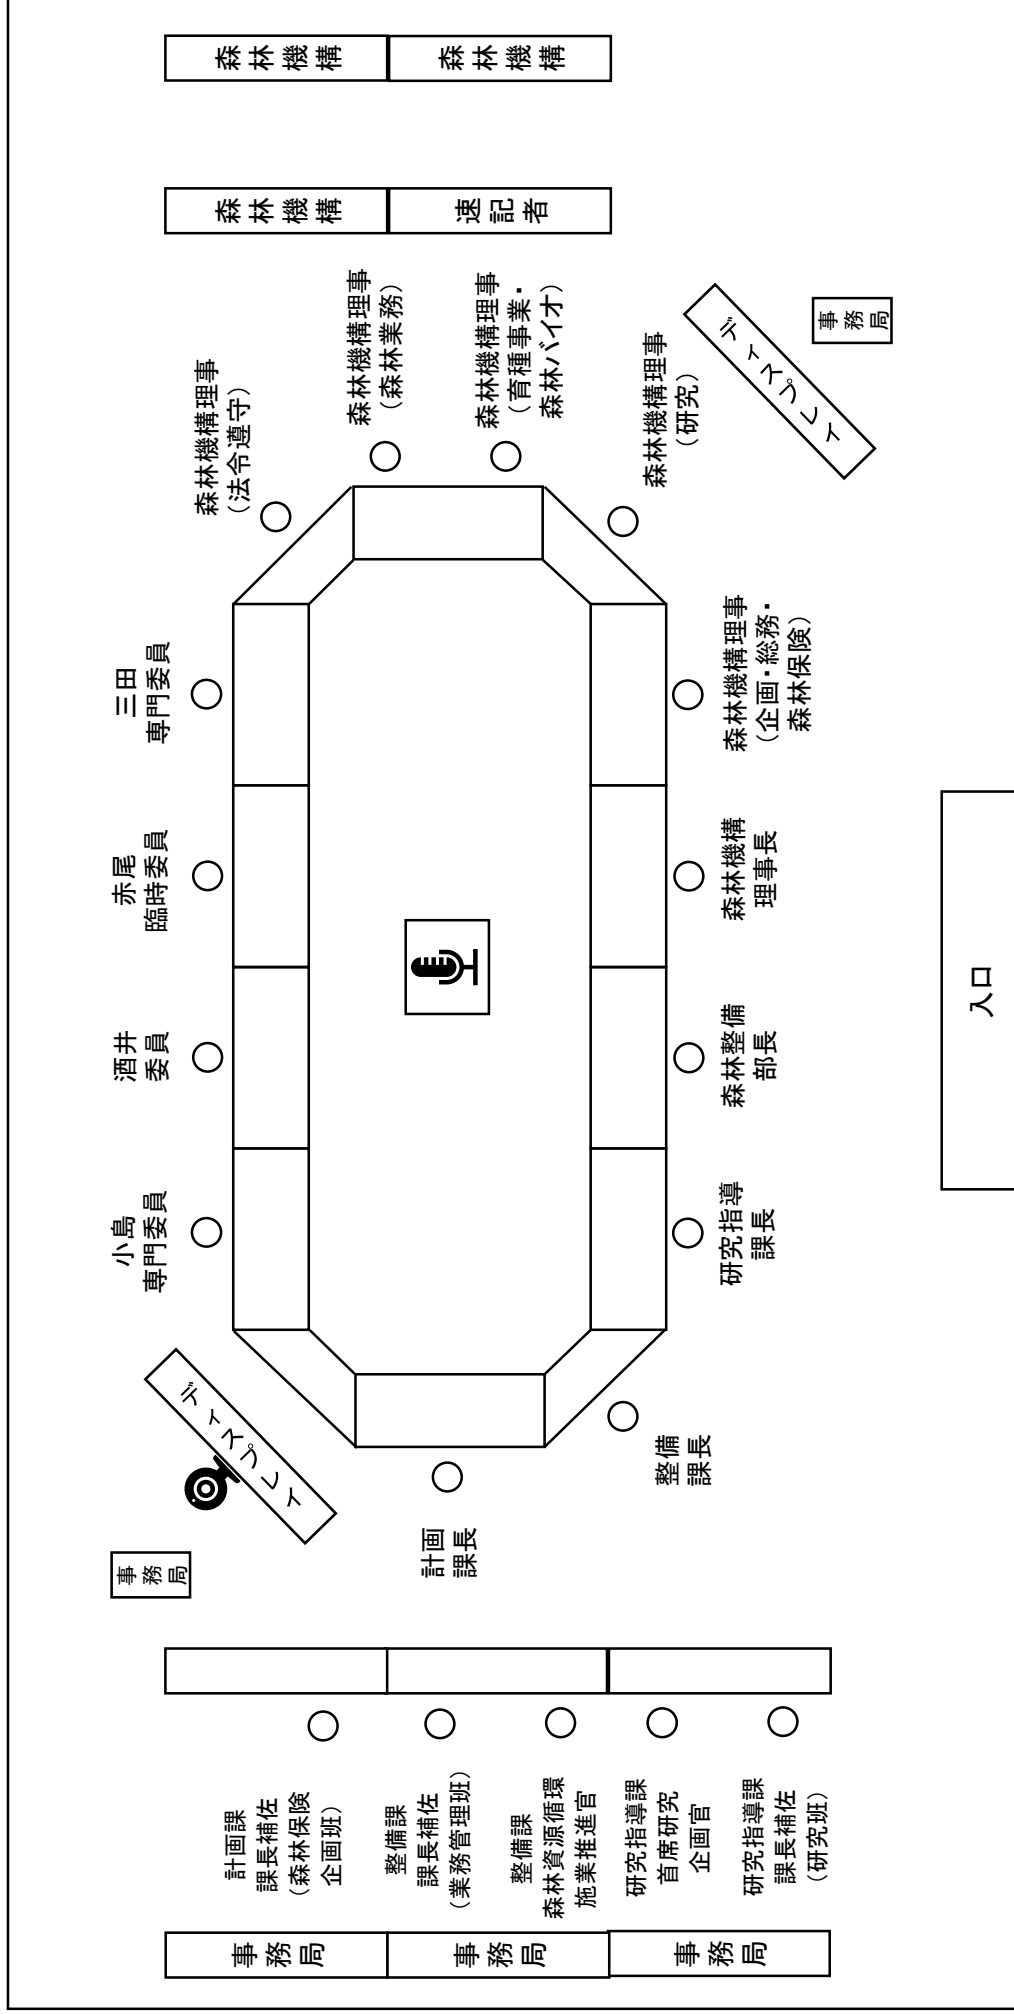 森林機構
森林機構
森林機構
速記者
森林機構理事
（法令遵守）
森林機構理事
（森林業務）
森林機構理事
（育種事業・
森林バイオ）
森林機構理事
（研究）
ディスプレイ
事務局
三田
専門委員
赤尾
臨時委員
酒井
委員
小島
専門委員
森林機構理事
（企画・総務・
森林保険）
森林機構
理事長
森林整備
部長
研究指導
課長
入口
ディスプレイ
事務局
計画
課長
整備
課長
計画課
課長補佐
（森林保険
企画班）
整備課
課長補佐
（業務管理班）
整備課
森林資源循環
施業推進官
研究指導課
首席研究
企画官
研究指導課
課長補佐
（研究班）
事務局
事務局
事務局